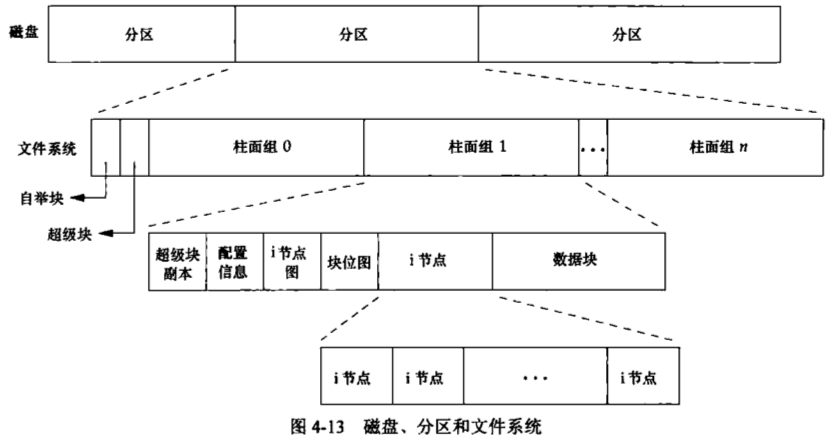 磁盘 分区 分区 分区
文件系统 柱面组 0 柱面组 1 ··· 柱面组 n
自举块
超级块
超级块副本 配置信息 i节点图 块位图 i 节点 数据块
i 节点 i 节点 ··· i 节点
图 4-13 磁盘、分区和文件系统